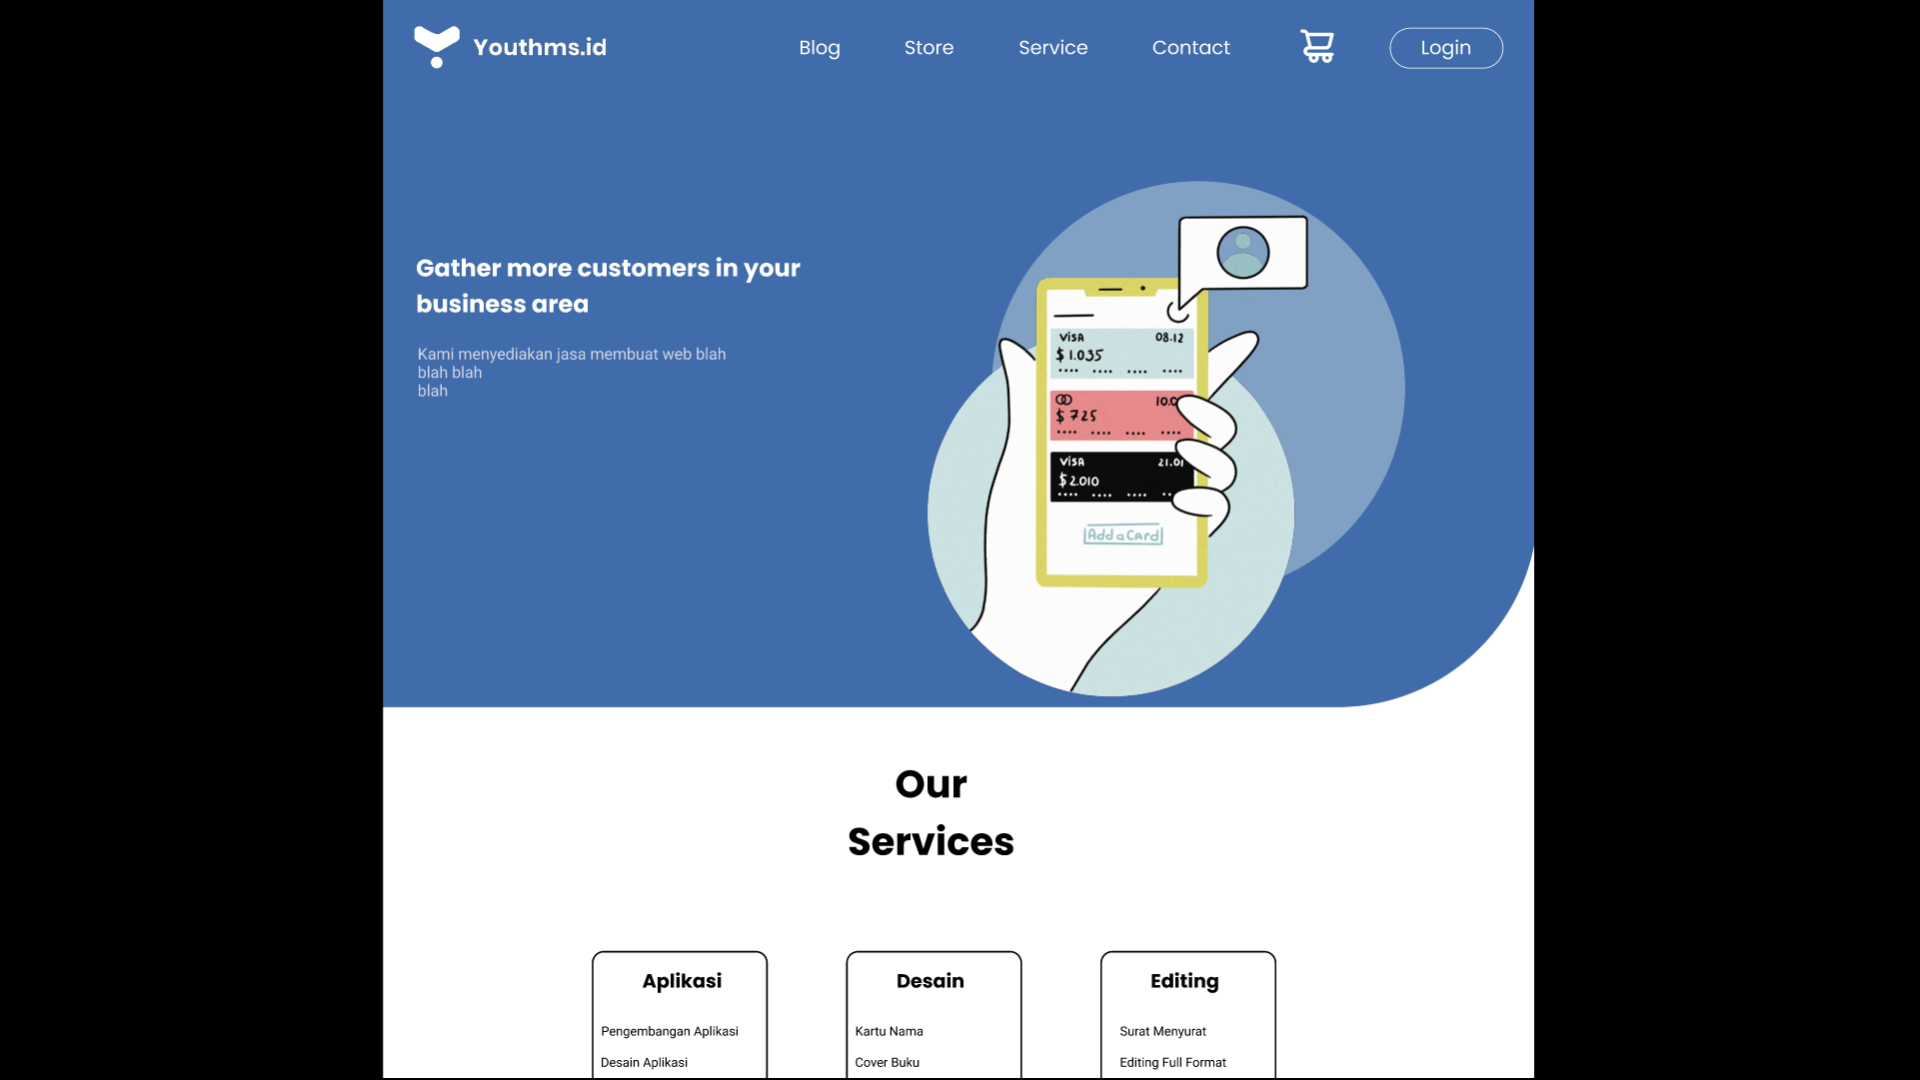 Youthms.id
Blog
Store
Service
Contact
Login
Gather more customers in your
business area
Kami menyediakan jasa membuat web blah
blah blah
blah
VISA 08.12
$ 1.035
$ 725
VISA 21.01
$ 2.010
Add a Card
Our
Services
Aplikasi
Pengembangan Aplikasi
Desain Aplikasi
Desain
Kartu Nama
Cover Buku
Editing
Surat Menyurat
Editing Full Format